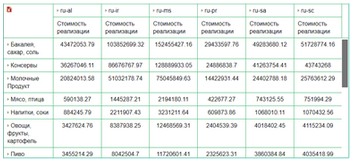 ru-al ru-ir ru-ms ru-pr ru-sa ru-sc
Стоимость Стоимость Стоимость Стоимость Стоимость Стоимость
реализации реализации реализации реализации реализации реализации
Бакалея, сахар, соль 43472053.79 103852699.32 152455427.16 29433597.76 49283680.12 51728774.16
Консервы 36267046.11 86676767.97 128889933.05 24886838.7 41263754.41 43743268
Молочные Продукт 20824013.58 51032178.74 75045849.63 14422931.44 24402788.18 25763612.29
Мясо, птица 590138.27 1445287.21 2194180.11 422677.27 743125.55 751994.29
Напитки, соки 884245.79 2211907.43 3231211.64 609873.86 1068010.11 1070432.56
Овощи, фрукты, картофель 3427624.76 8387938.25 12468569.31 2404539.39 4018402.45 4115234.09
Пиво 3455214.29 8042504.7 11720601.41 2325623.31 3860384.84 4035418.99